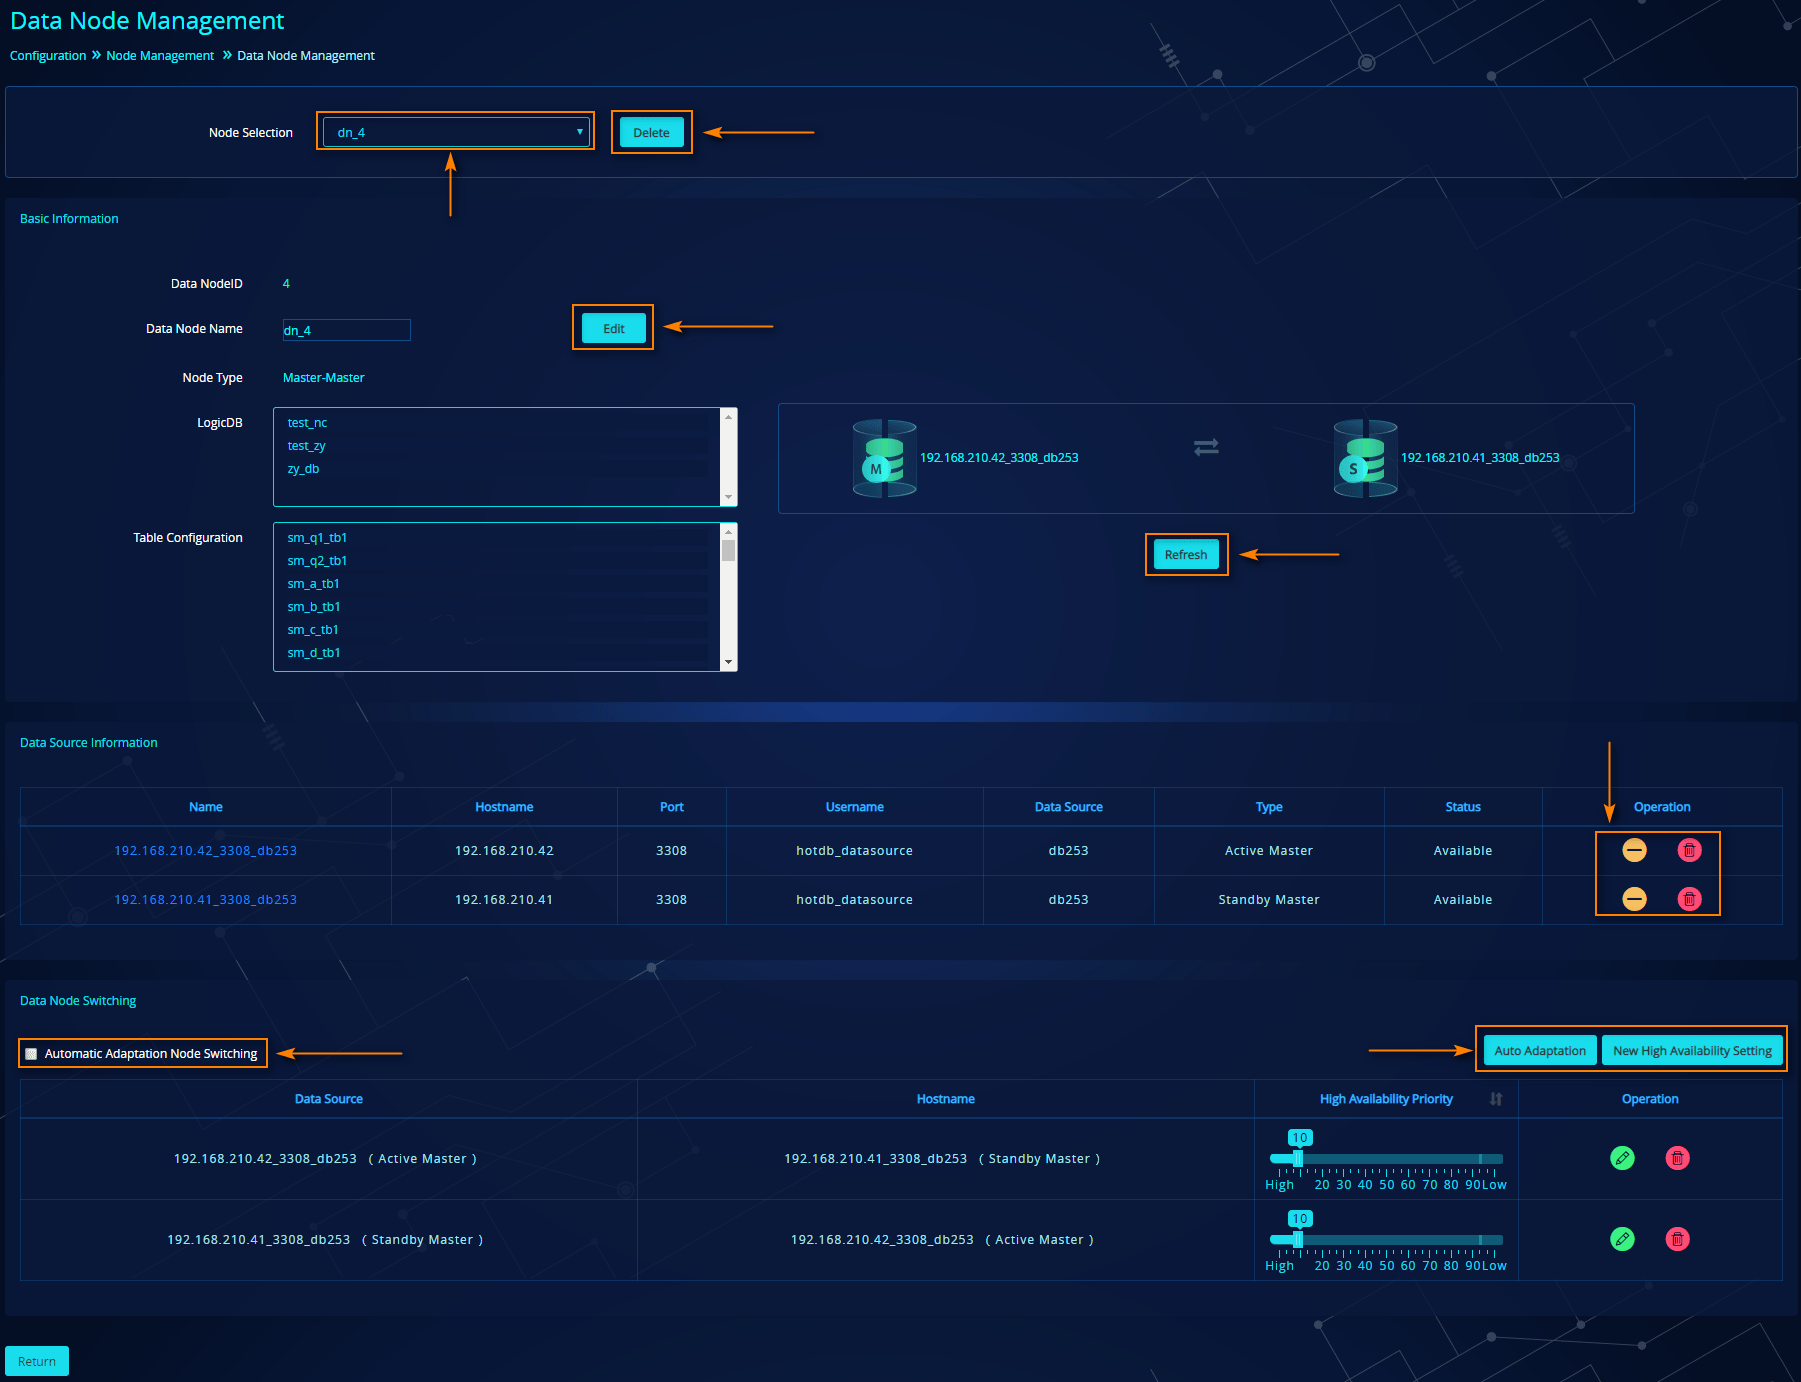 Data Node Management
Configuration » Node Management » Data Node Management
Node Selection dn_4 Delete
Basic Information
Data NodeID 4
Data Node Name dn_4 Edit
Node Type Master-Master
LogicDB
test_nc
test_zy
zy_db
M 192.168.210.42_3308_db253
S 192.168.210.41_3308_db253
Table Configuration
sm_q1_tb1
sm_q2_tb1
sm_a_tb1
sm_b_tb1
sm_c_tb1
sm_d_tb1
Refresh
Data Source Information
Name Hostname Port Username Data Source Type Status Operation
192.168.210.42_3308_db253 192.168.210.42 3308 hotdb_datasource db253 Active Master Available
192.168.210.41_3308_db253 192.168.210.41 3308 hotdb_datasource db253 Standby Master Available
Data Node Switching
Automatic Adaptation Node Switching Auto Adaptation New High Availability Setting
Data Source Hostname High Availability Priority Operation
10
192.168.210.42_3308_db253 ( Active Master ) 192.168.210.41_3308_db253 ( Standby Master )
High 20 30 40 50 60 70 80 90 Low
10
192.168.210.41_3308_db253 ( Standby Master ) 192.168.210.42_3308_db253 ( Active Master )
High 20 30 40 50 60 70 80 90 Low
Return